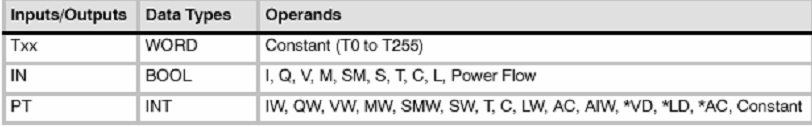 Inputs/Outputs Data Types Operands
Txx WORD Constant (T0 to T255)
IN BOOL I, Q, V, M, SM, S, T, C, L, Power Flow
PT INT IW, QW, VW, MW, SMW, SW, T, C, LW, AC, AIW, *VD, *LD, *AC, Constant